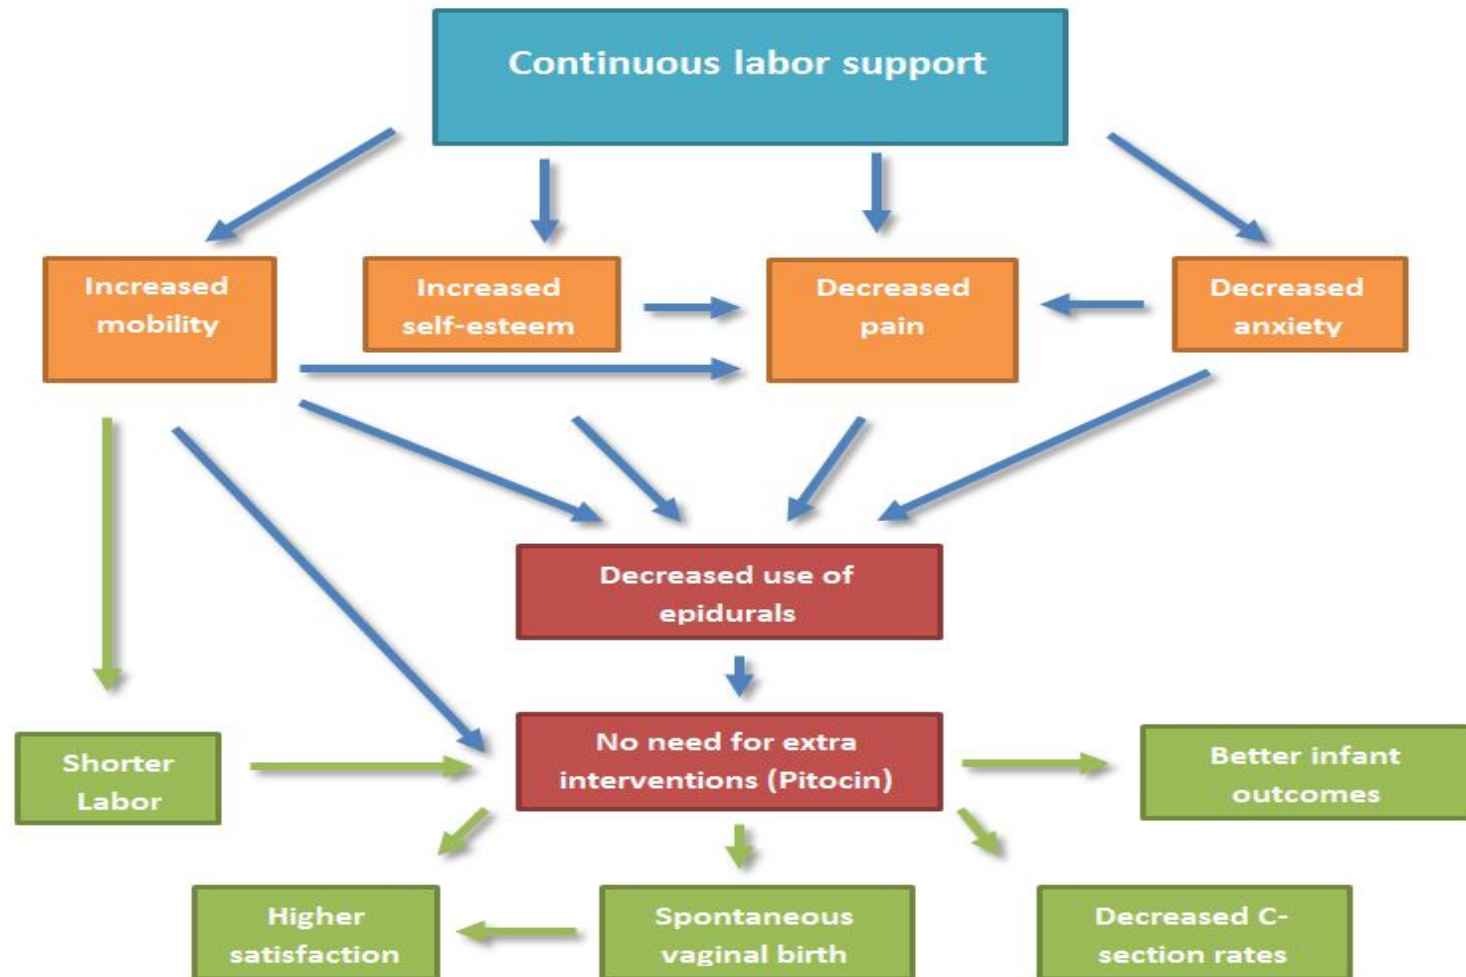 Continuous labor support
Increased
mobility
Increased
self-esteem
Decreased
pain
Decreased
anxiety
Decreased use of
epidurals
No need for extra
interventions (Pitocin)
Shorter
Labor
Better infant
outcomes
Higher
satisfaction
Spontaneous
vaginal birth
Decreased C-
section rates